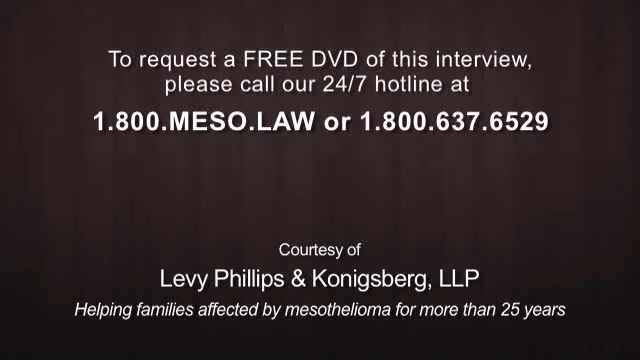 To request a FREE DVD of this interview,
please call our 24/7 hotline at
1.800.MESO.LAW or 1.800.637.6529
Courtesy of
Levy Phillips & Konigsberg, LLP
Helping families affected by mesothelioma for more than 25 years